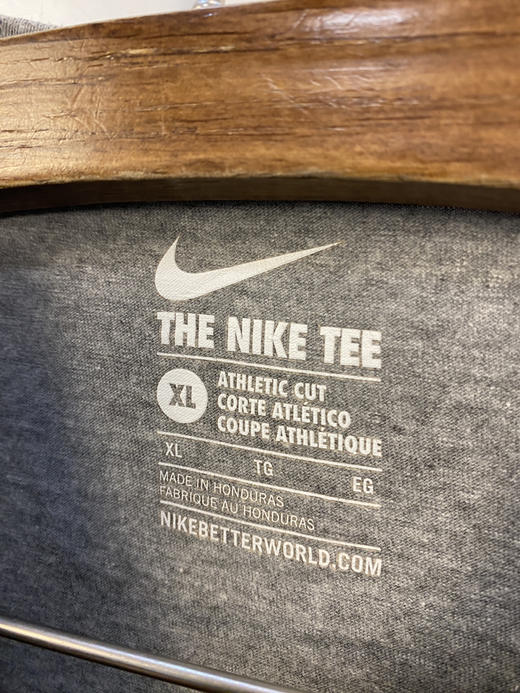 THE NIKE TEE
XL
ATHLETIC CUT
CORTE ATLÉTICO
COUPE ATHLÉTIQUE
XL TG EG
MADE IN HONDURAS
FABRIQUE AU HONDURAS
NIKEBETTERWORLD.COM